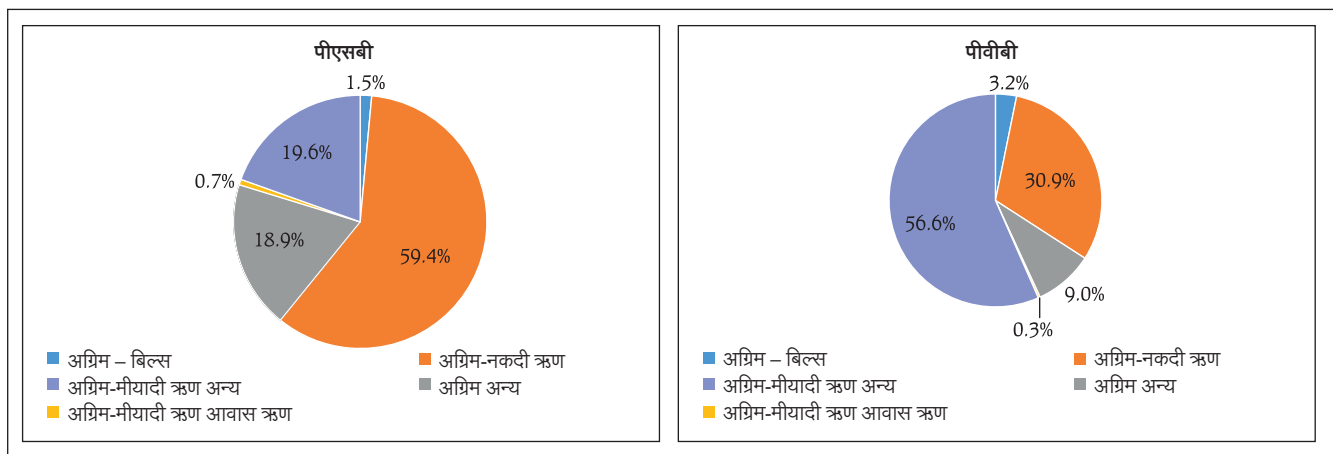 पीएसबी
1.5%
19.6%
0.7%
18.9%
59.4%
अग्रिम – बिल्स
अग्रिम-नकदी ऋण
अग्रिम-मीयादी ऋण अन्य
अग्रिम अन्य
अग्रिम-मीयादी ऋण आवास ऋण
पीवीबी
3.2%
30.9%
56.6%
9.0%
0.3%
अग्रिम – बिल्स
अग्रिम-नकदी ऋण
अग्रिम-मीयादी ऋण अन्य
अग्रिम अन्य
अग्रिम-मीयादी ऋण आवास ऋण